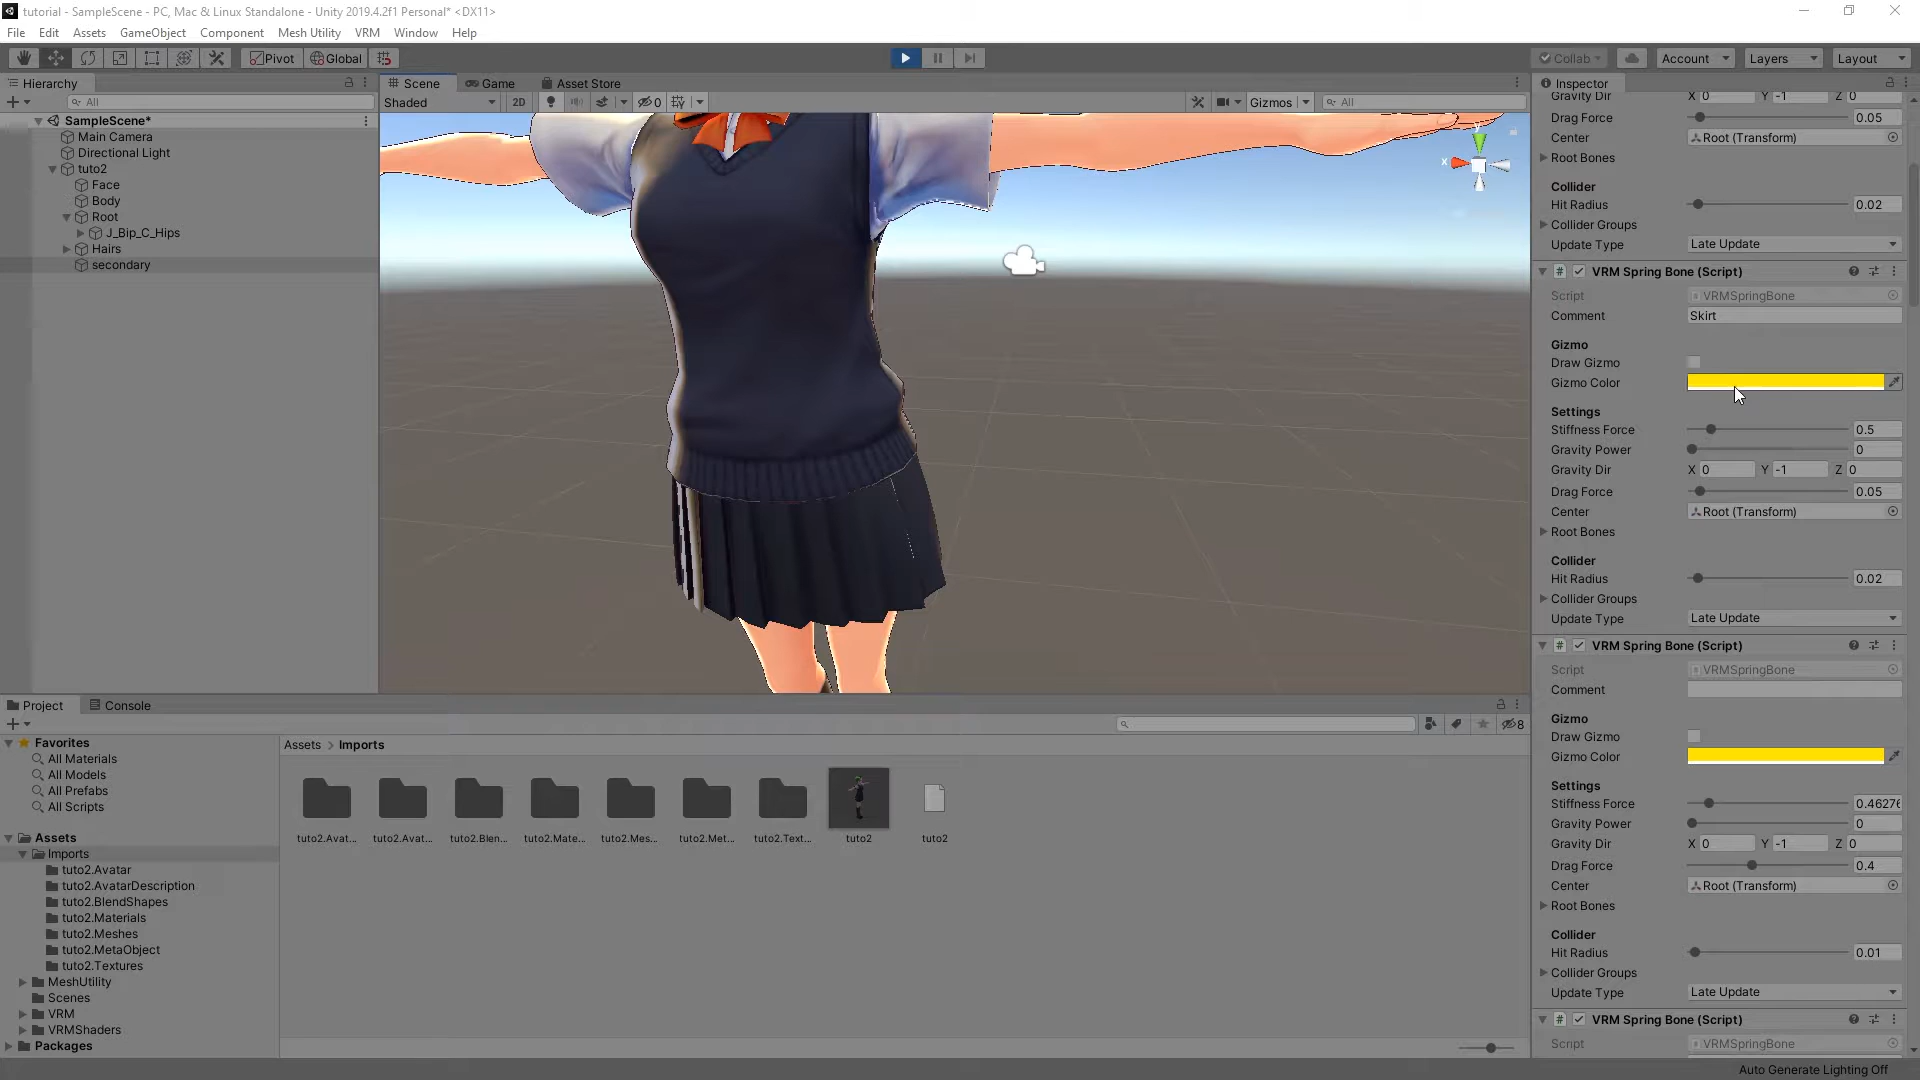 tutorial - SampleScene - PC, Mac & Linux Standalone - Unity 2019.4.2f1 Personal* <DX11>
File Edit Assets GameObject Component Mesh Utility VRM Window Help
Pivot Global Collab Account Layers Layout
Hierarchy
All
SampleScene*
Main Camera
Directional Light
tuto2
Face
Body
Root
J_Bip_C_Hips
Hairs
secondary
Scene Game Asset Store
Shaded 2D 0 Gizmos All
X
Inspector
Gravity Dir X 0 Y -1 Z 0
Drag Force 0.05
Center Root (Transform)
Root Bones
Collider
Hit Radius 0.02
Collider Groups
Update Type Late Update
VRM Spring Bone (Script)
Script VRMSpringBone
Comment Skirt
Gizmo
Draw Gizmo
Gizmo Color
Settings
Stiffness Force 0.5
Gravity Power 0
Gravity Dir X 0 Y -1 Z 0
Drag Force 0.05
Center Root (Transform)
Root Bones
Collider
Hit Radius 0.02
Collider Groups
Update Type Late Update
VRM Spring Bone (Script)
Script VRMSpringBone
Comment
Gizmo
Draw Gizmo
Gizmo Color
Settings
Stiffness Force 0.4627
Gravity Power 0
Gravity Dir X 0 Y -1 Z 0
Drag Force 0.4
Center Root (Transform)
Root Bones
Collider
Hit Radius 0.01
Collider Groups
Update Type Late Update
VRM Spring Bone (Script)
Script VRMSpringBone
Project Console
8
Favorites
All Materials
All Models
All Prefabs
All Scripts
Assets
Imports
tuto2.Avatar
tuto2.AvatarDescription
tuto2.BlendShapes
tuto2.Materials
tuto2.Meshes
tuto2.MetaObject
tuto2.Textures
MeshUtility
Scenes
VRM
VRMShaders
Packages
Assets > Imports
tuto2.Avat... tuto2.Avat... tuto2.Blen... tuto2.Mate... tuto2.Mes... tuto2.Met... tuto2.Text... tuto2 tuto2
Auto Generate Lighting Off